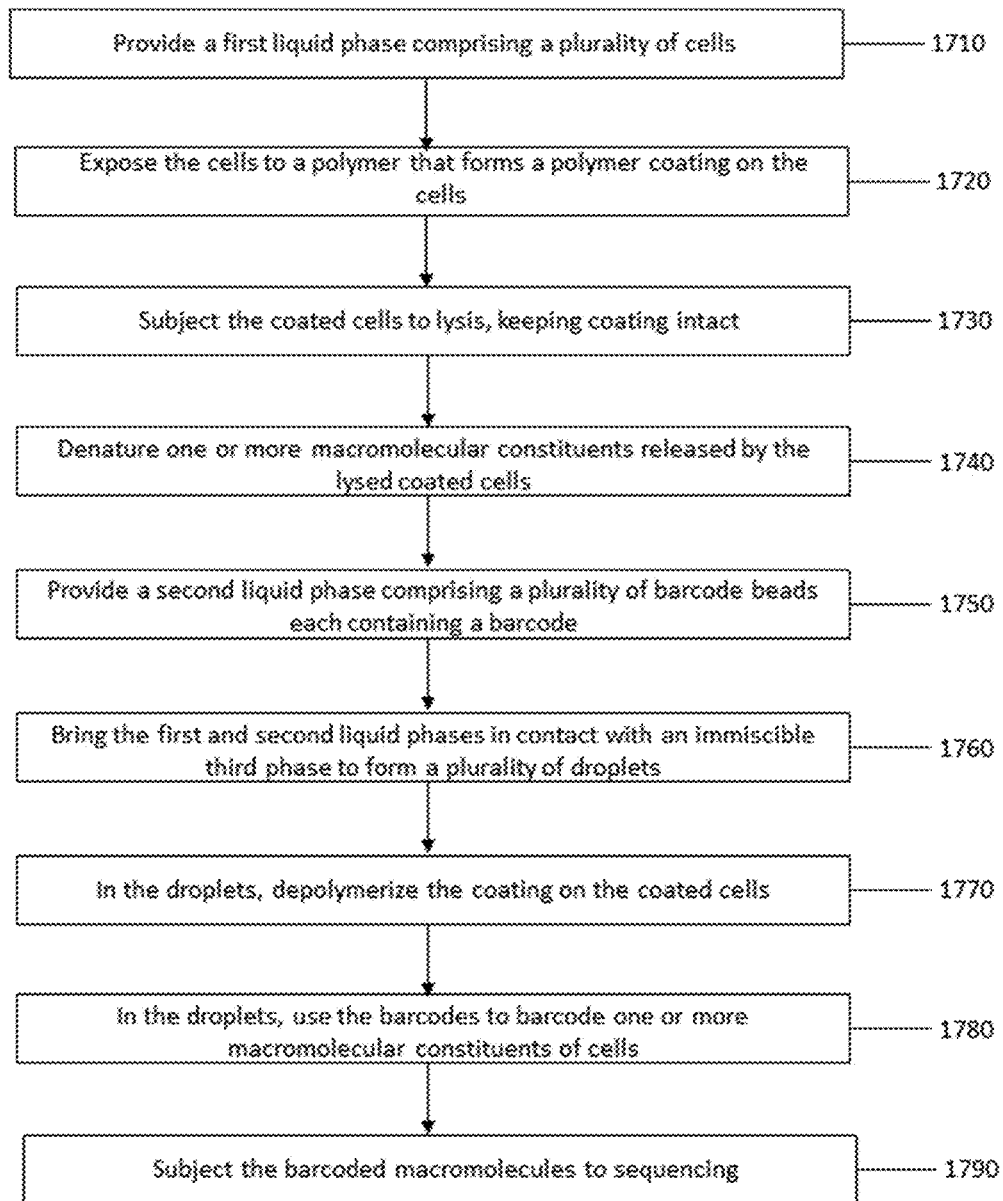 Provide a first liquid phase comprising a plurality of cells
1710
Expose the cells to a polymer that forms a polymer coating on the
cells
1720
Subject the coated cells to lysis, keeping coating intact
1730
Denature one or more macromolecular constituents released by the
lysed coated cells
1740
Provide a second liquid phase comprising a plurality of barcode beads
each containing a barcode
1750
Bring the first and second liquid phases in contact with an immiscible
third phase to form a plurality of droplets
1760
In the droplets, depolymerize the coating on the coated cells
1770
In the droplets, use the barcodes to barcode one or more
macromolecular constituents of cells
1780
Subject the barcoded macromolecules to sequencing
1790